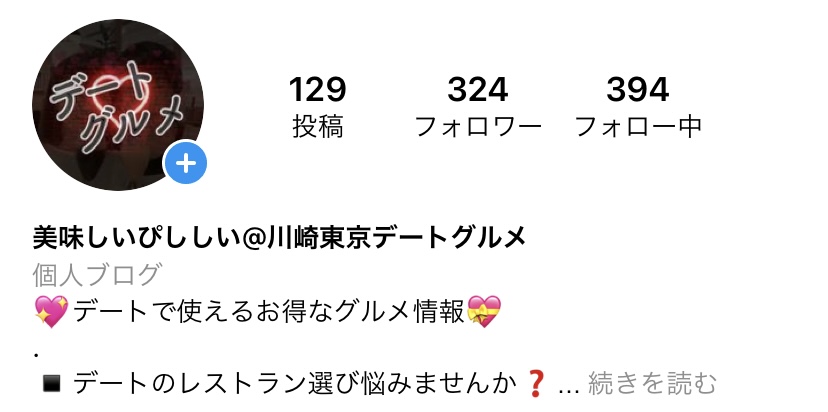 デート
グルメ
129 324 394
投稿 フォロワー フォロー中
美味しいぴししい@川崎東京デートグルメ
個人ブログ
💖デートで使えるお得なグルメ情報💝
.
▪️デートのレストラン選び悩みませんか❓... 続きを読む